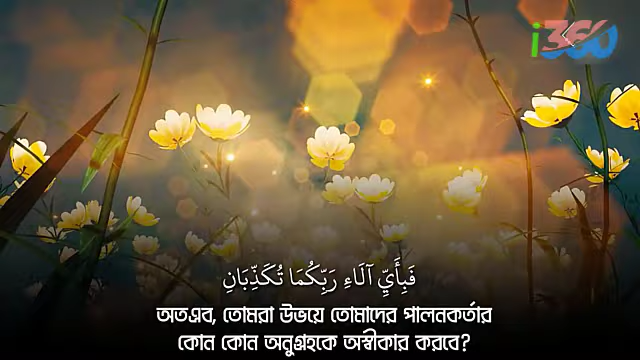 i360
فَبِأَيِّ آلَاءِ رَبِّكُمَا تُكَذِّبَانِ
অতএব, তোমরা উভয়ে তোমাদের পালনকর্তার
কোন কোন অনুগ্রহকে অস্বীকার করবে?